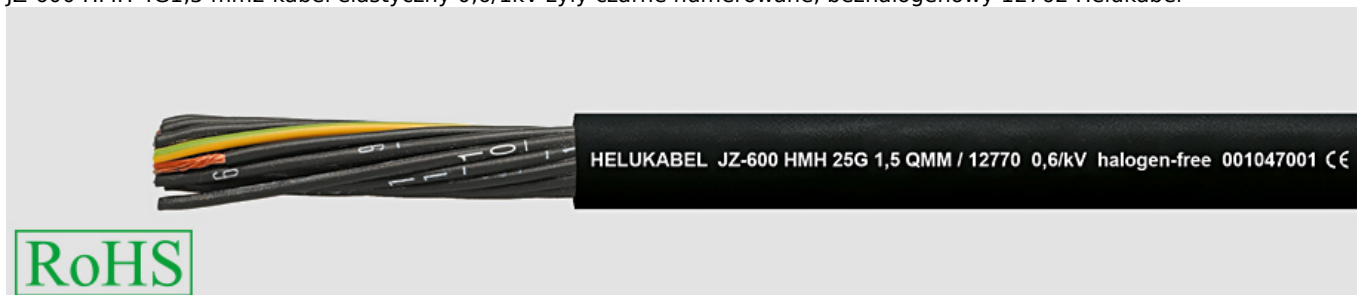 JZ-600 HMH 4G1,5 mm2 kabel elastyczny 0,6/1kV żyły czarne numerowane, bezhalogenowy 12762 Helukabel
HELUKABEL JZ-600 HMH 25G 1,5 QMM / 12770 0,6/kV halogen-free 001047001 CE
RoHS